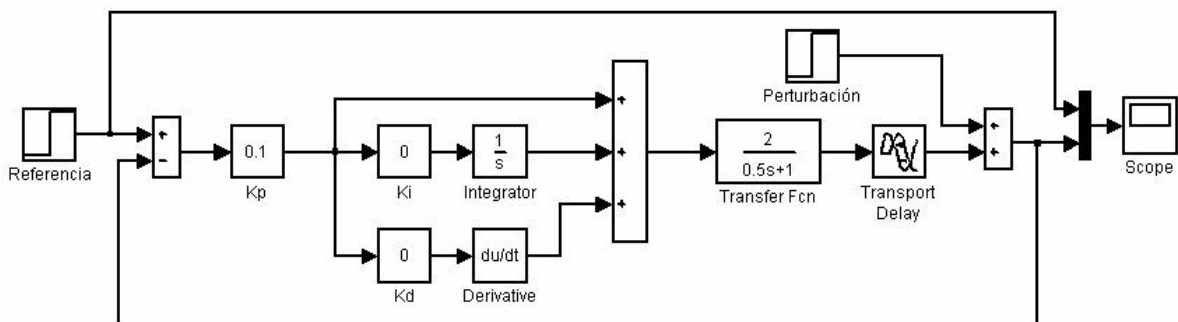 Referencia
+
−
0.1
Kp
0
Ki
1
s
Integrator
0
Kd
du/dt
Derivative
+
+
+
2
0.5s+1
Transfer Fcn
Transport
Delay
Perturbación
+
+
Scope